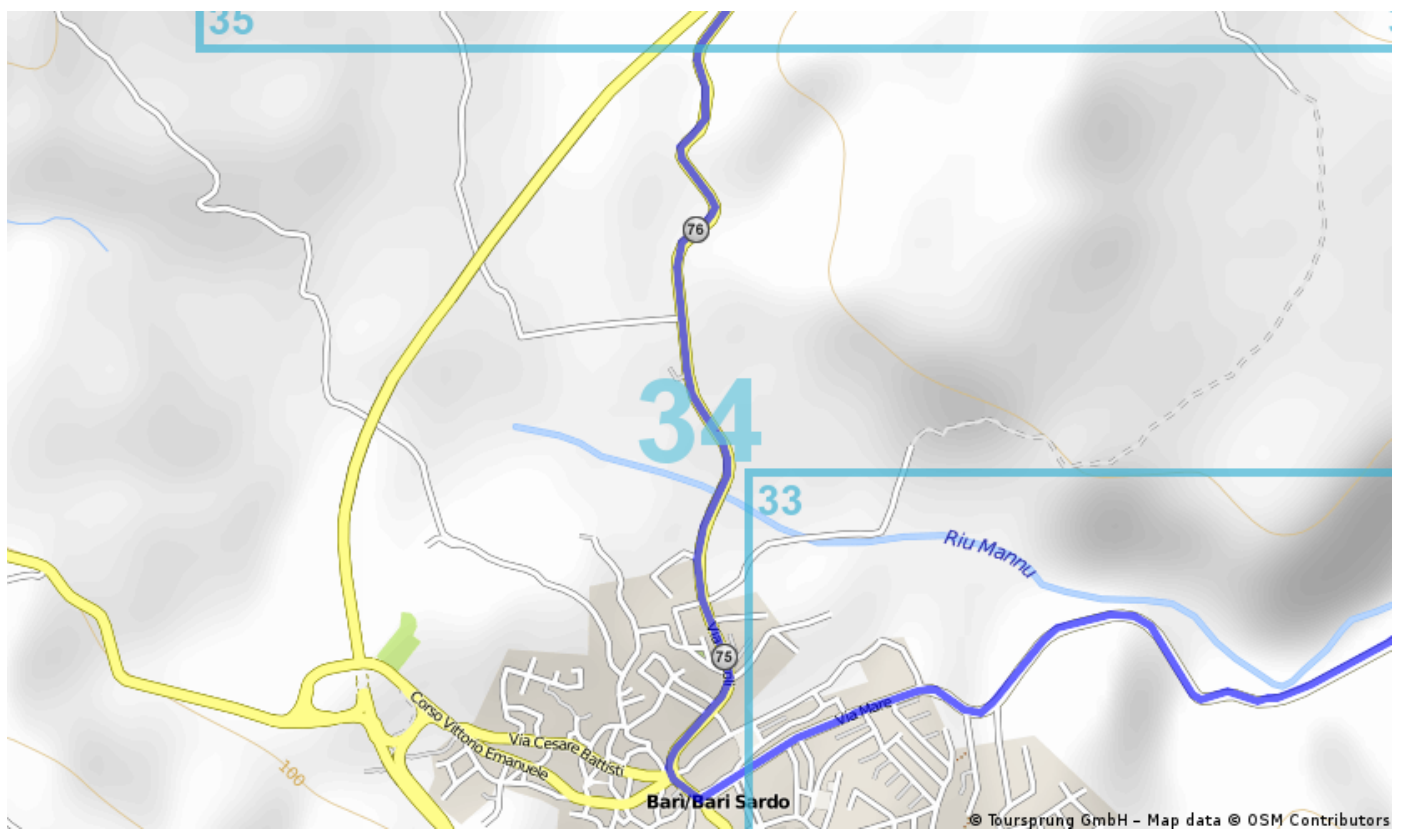 35
76
34
33
Riu Mannu
75
Via Mare
Corso Vittorio Emanuele
Via Cesare Battisti
100
Barì/Bari Sardo
© Toursprung GmbH – Map data © OSM Contributors